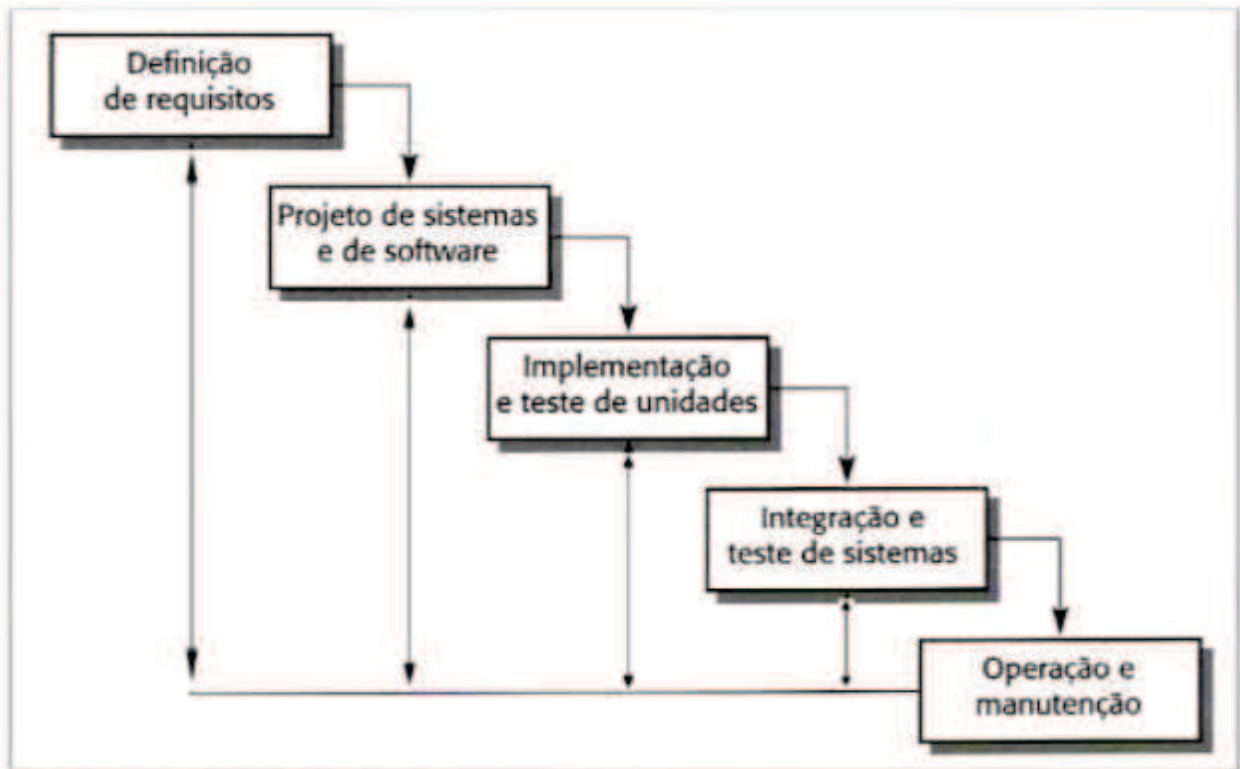 Definição
de requisitos
Projeto de sistemas
e de software
Implementação
e teste de unidades
Integração e
teste de sistemas
Operação e
manutenção